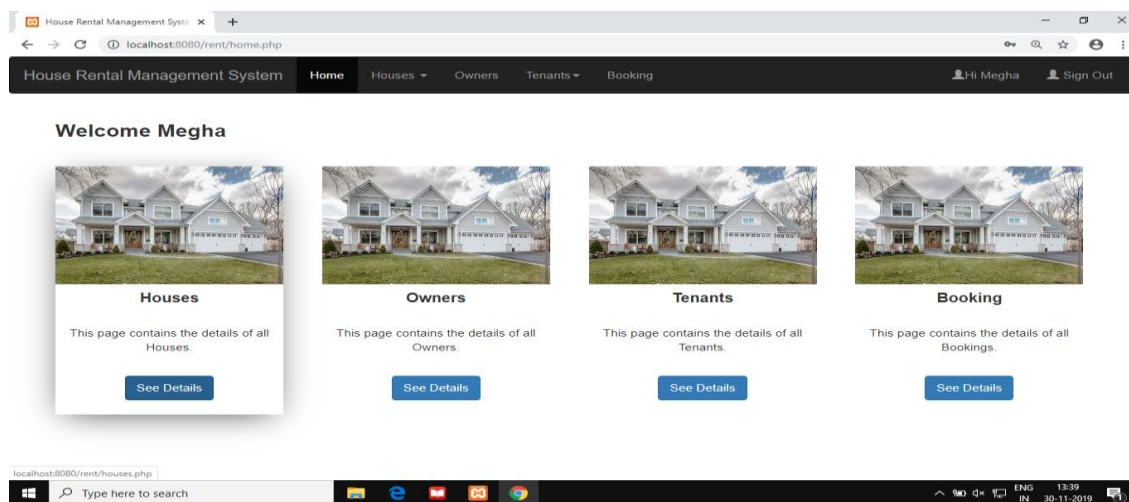 House Rental Management Syste
localhost:8080/rent/home.php
House Rental Management System Home Houses Owners Tenants Booking Hi Megha Sign Out
Welcome Megha
Houses
This page contains the details of all
Houses.
See Details
Owners
This page contains the details of all
Owners.
See Details
Tenants
This page contains the details of all
Tenants.
See Details
Booking
This page contains the details of all
Bookings.
See Details
localhost:8080/rent/houses.php
Type here to search
ENG
IN
13:39
30-11-2019